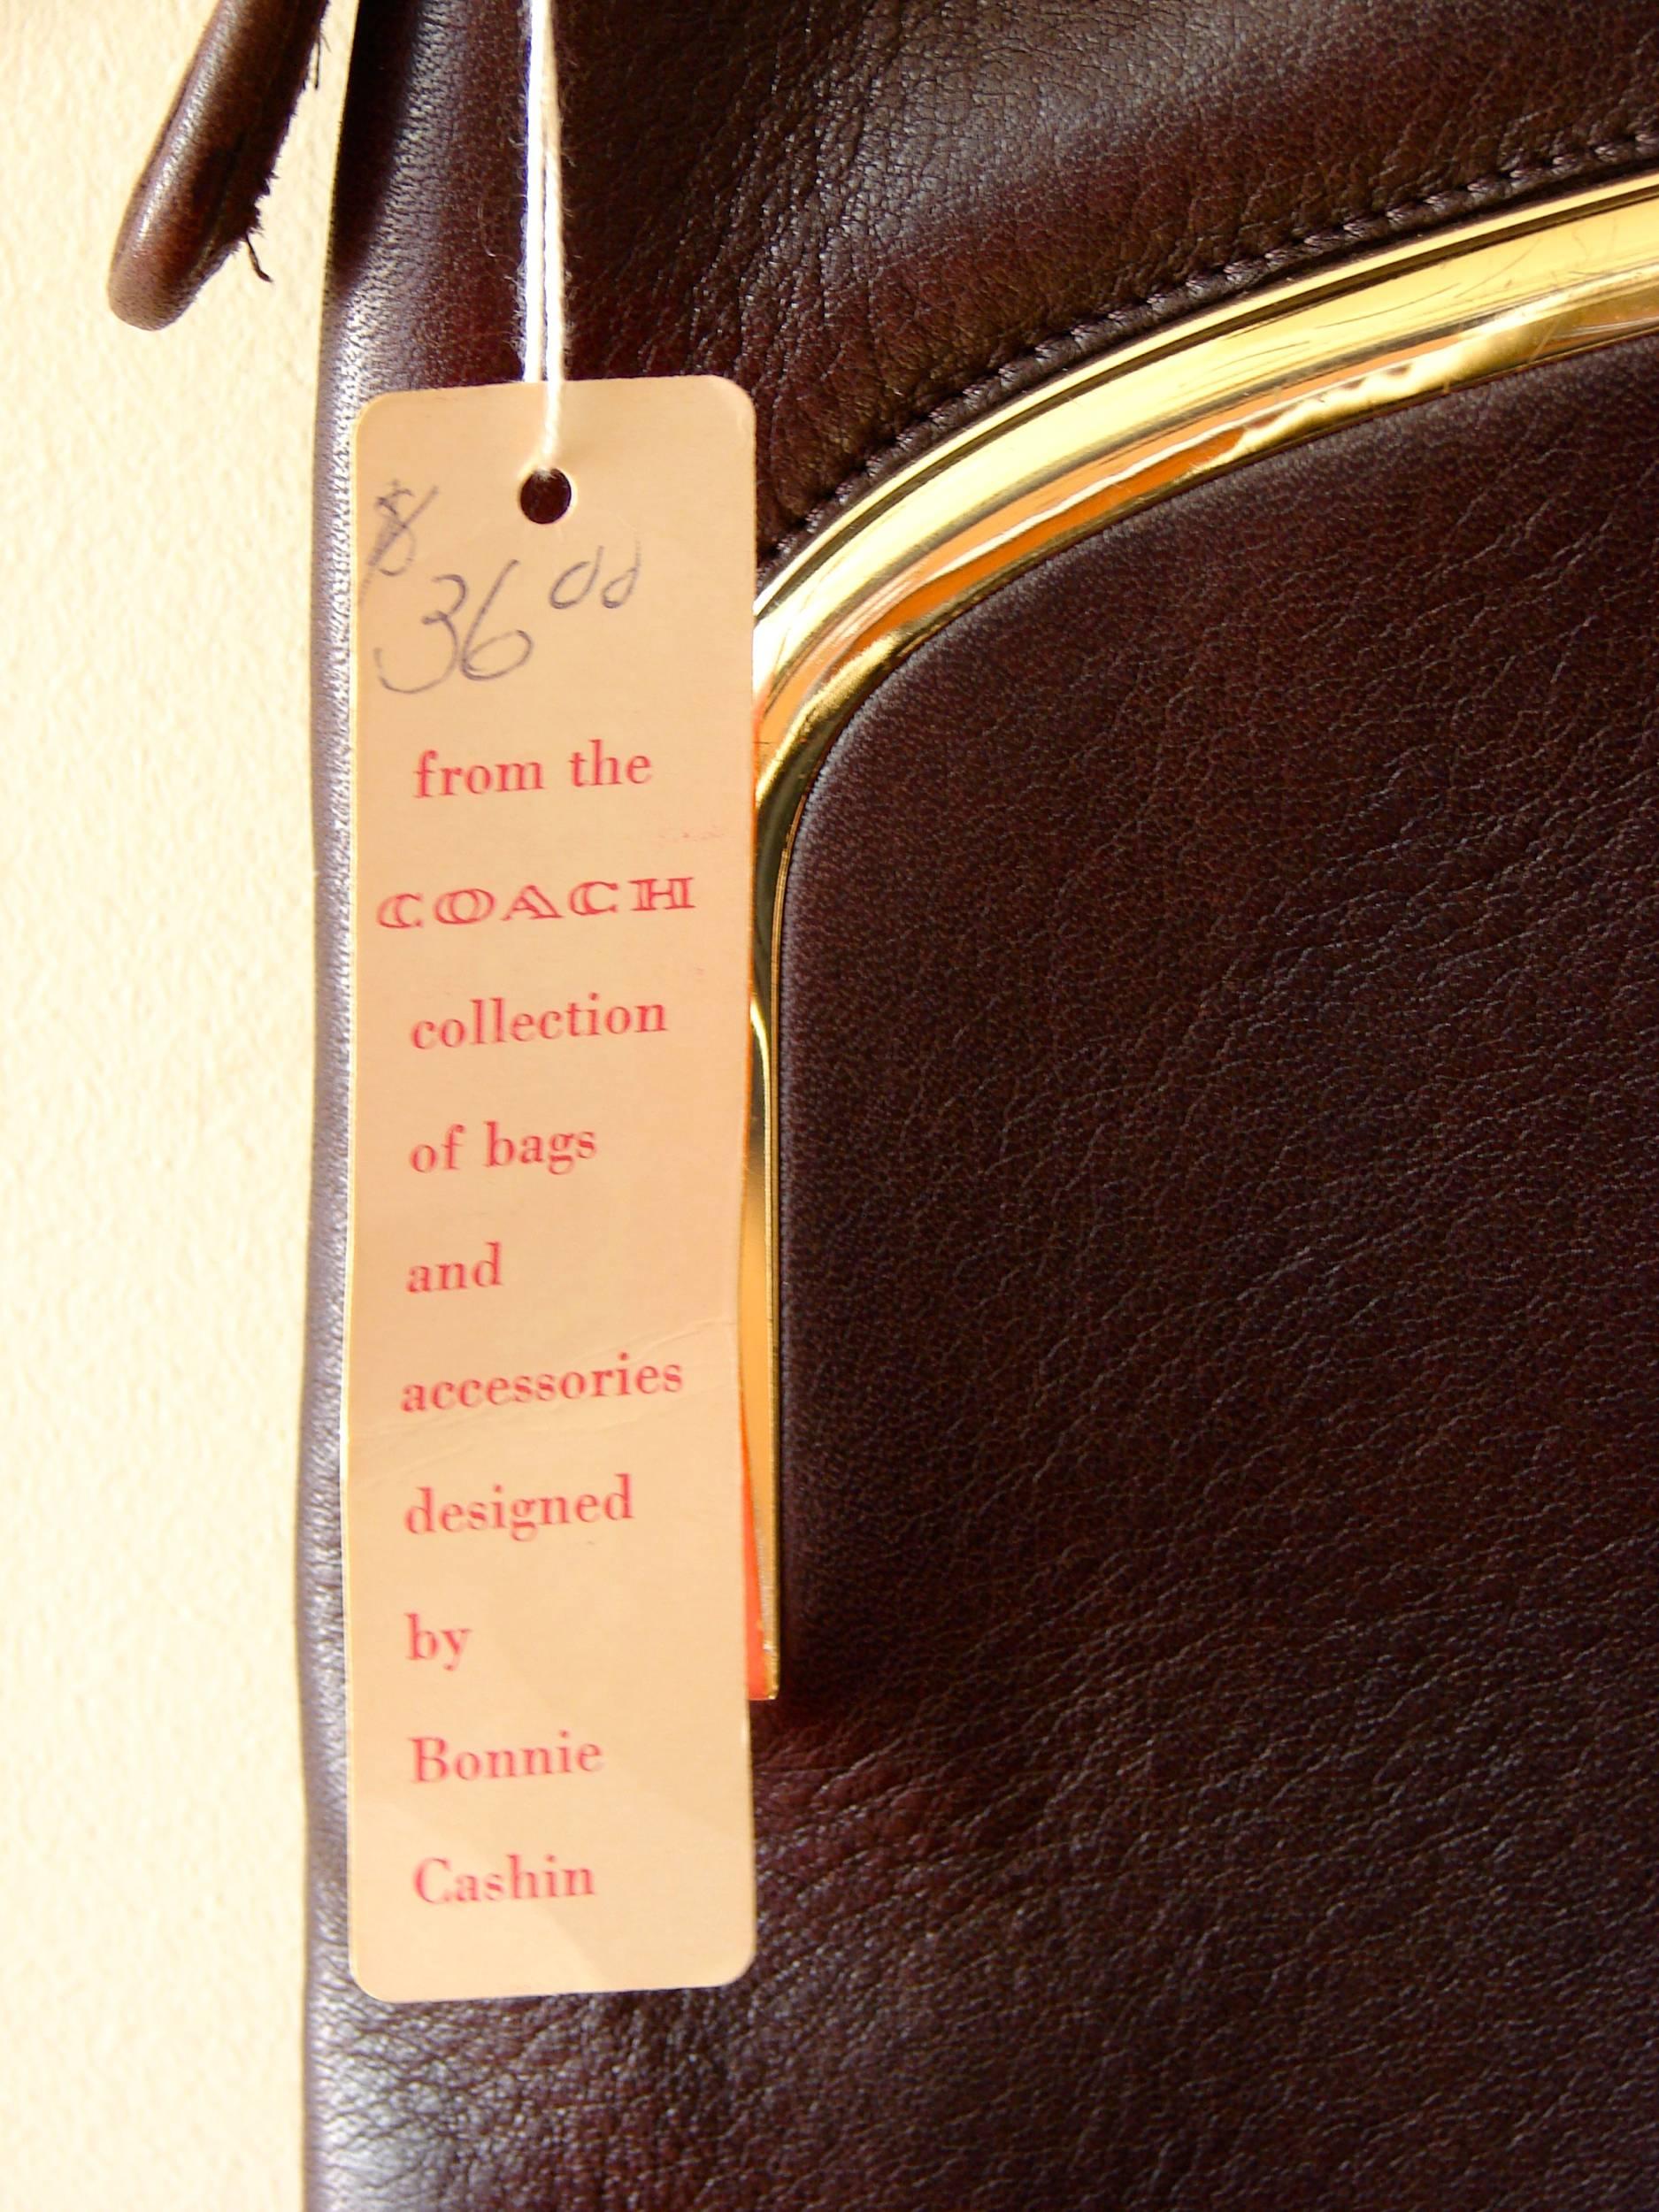 $
36 00
from the
COACH
collection
of bags
and
accessories
designed
by
Bonnie
Cashin